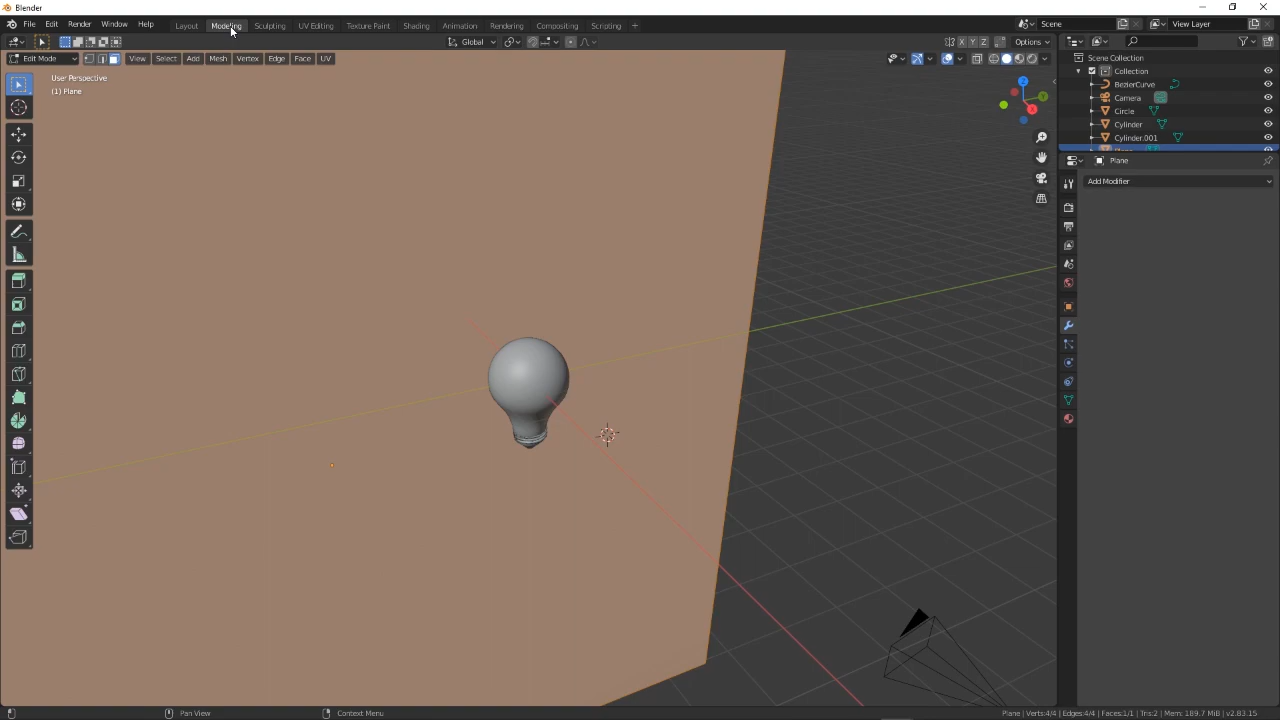 Blender
File Edit Render Window Help Layout Modeling Sculpting UV Editing Texture Paint Shading Animation Rendering Compositing Scripting + Scene View Layer
Global X Y Z Options
Edit Mode View Select Add Mesh Vertex Edge Face UV
Scene Collection
Collection
BezierCurve
Camera
Circle
Cylinder
Cylinder.001
User Perspective
(1) Plane
Plane
Add Modifier
Pan View Context Menu Plane | Verts:4/4 | Edges:4/4 | Faces:1/1 | Tris:2 | Mem: 189.7 MiB | v2.83.15